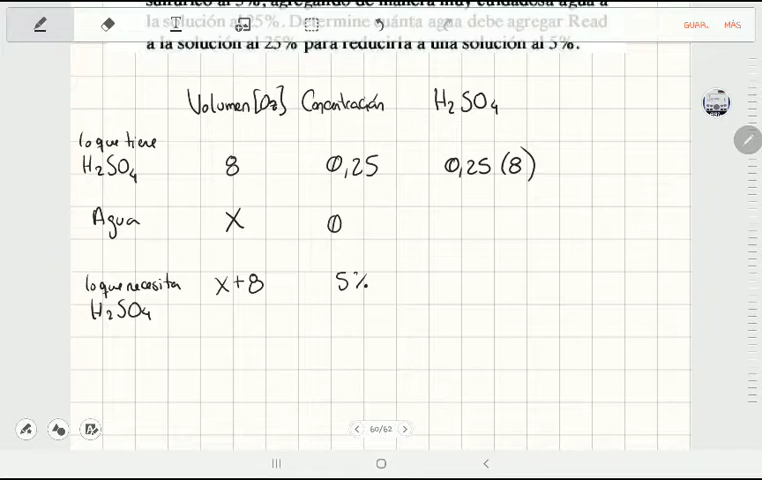 sulfúrico al 5%, agregando de manera muy cuidadosa agua a
la solución al 25%. Determine cuánta agua debe agregar Read
a la solución al 25% para reducirla a una solución al 5%.
GUAR. MÁS
Volumen [Oz] Concentración H₂SO₄
lo que tiene
H₂SO₄ 8 0,25 0,25 (8)
Agua X 0
lo que necesita
H₂SO₄ X+8 5%
60/62